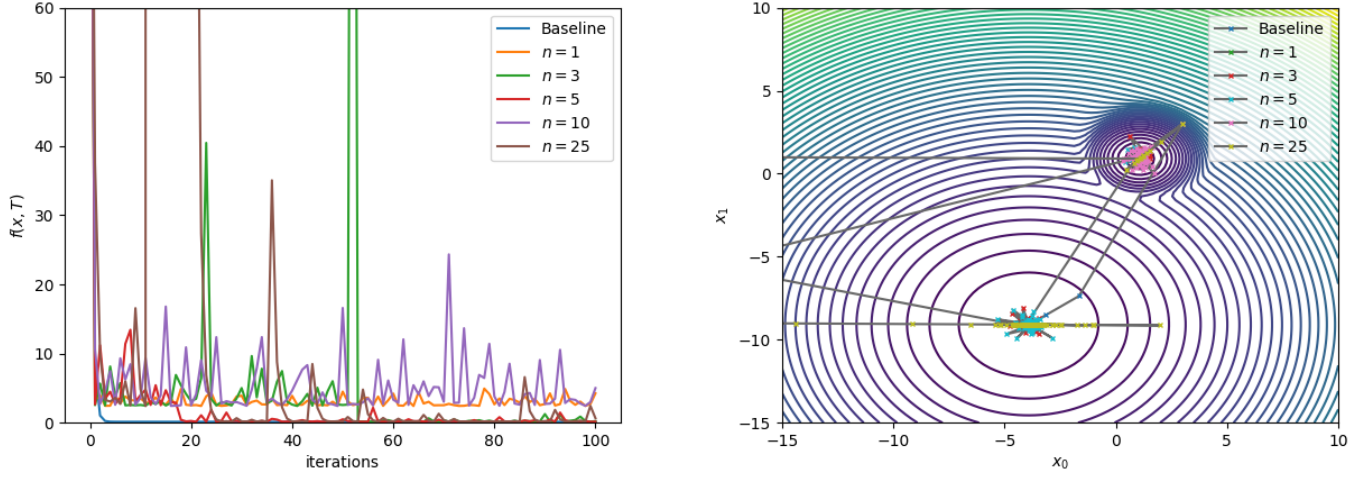 60
50
40
30
20
10
0
f(x, T)
0
20
40
60
80
100
iterations
Baseline
n = 1
n = 3
n = 5
n = 10
n = 25
10
5
0
−5
−10
−15
x₁
−15
−10
−5
0
5
10
x₀
Baseline
n = 1
n = 3
n = 5
n = 10
n = 25